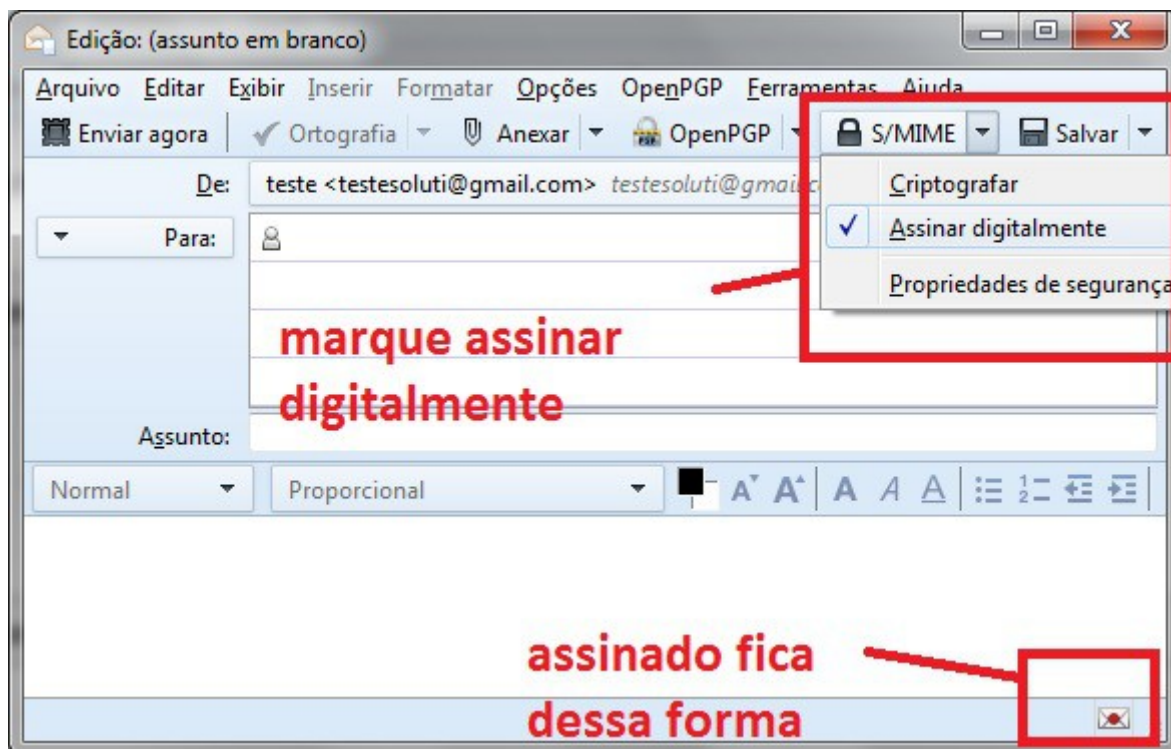 Edição: (assunto em branco)
Arquivo Editar Exibir Inserir Formatar Opções OpenPGP Ferramentas Ajuda
Enviar agora Ortografia Anexar OpenPGP S/MIME Salvar
De: teste <testesoluti@gmail.com> testesoluti@gmail.c
Criptografar
Para:
Assinar digitalmente
Propriedades de segurança
marque assinar
digitalmente
Assunto:
Normal Proporcional
assinado fica
dessa forma